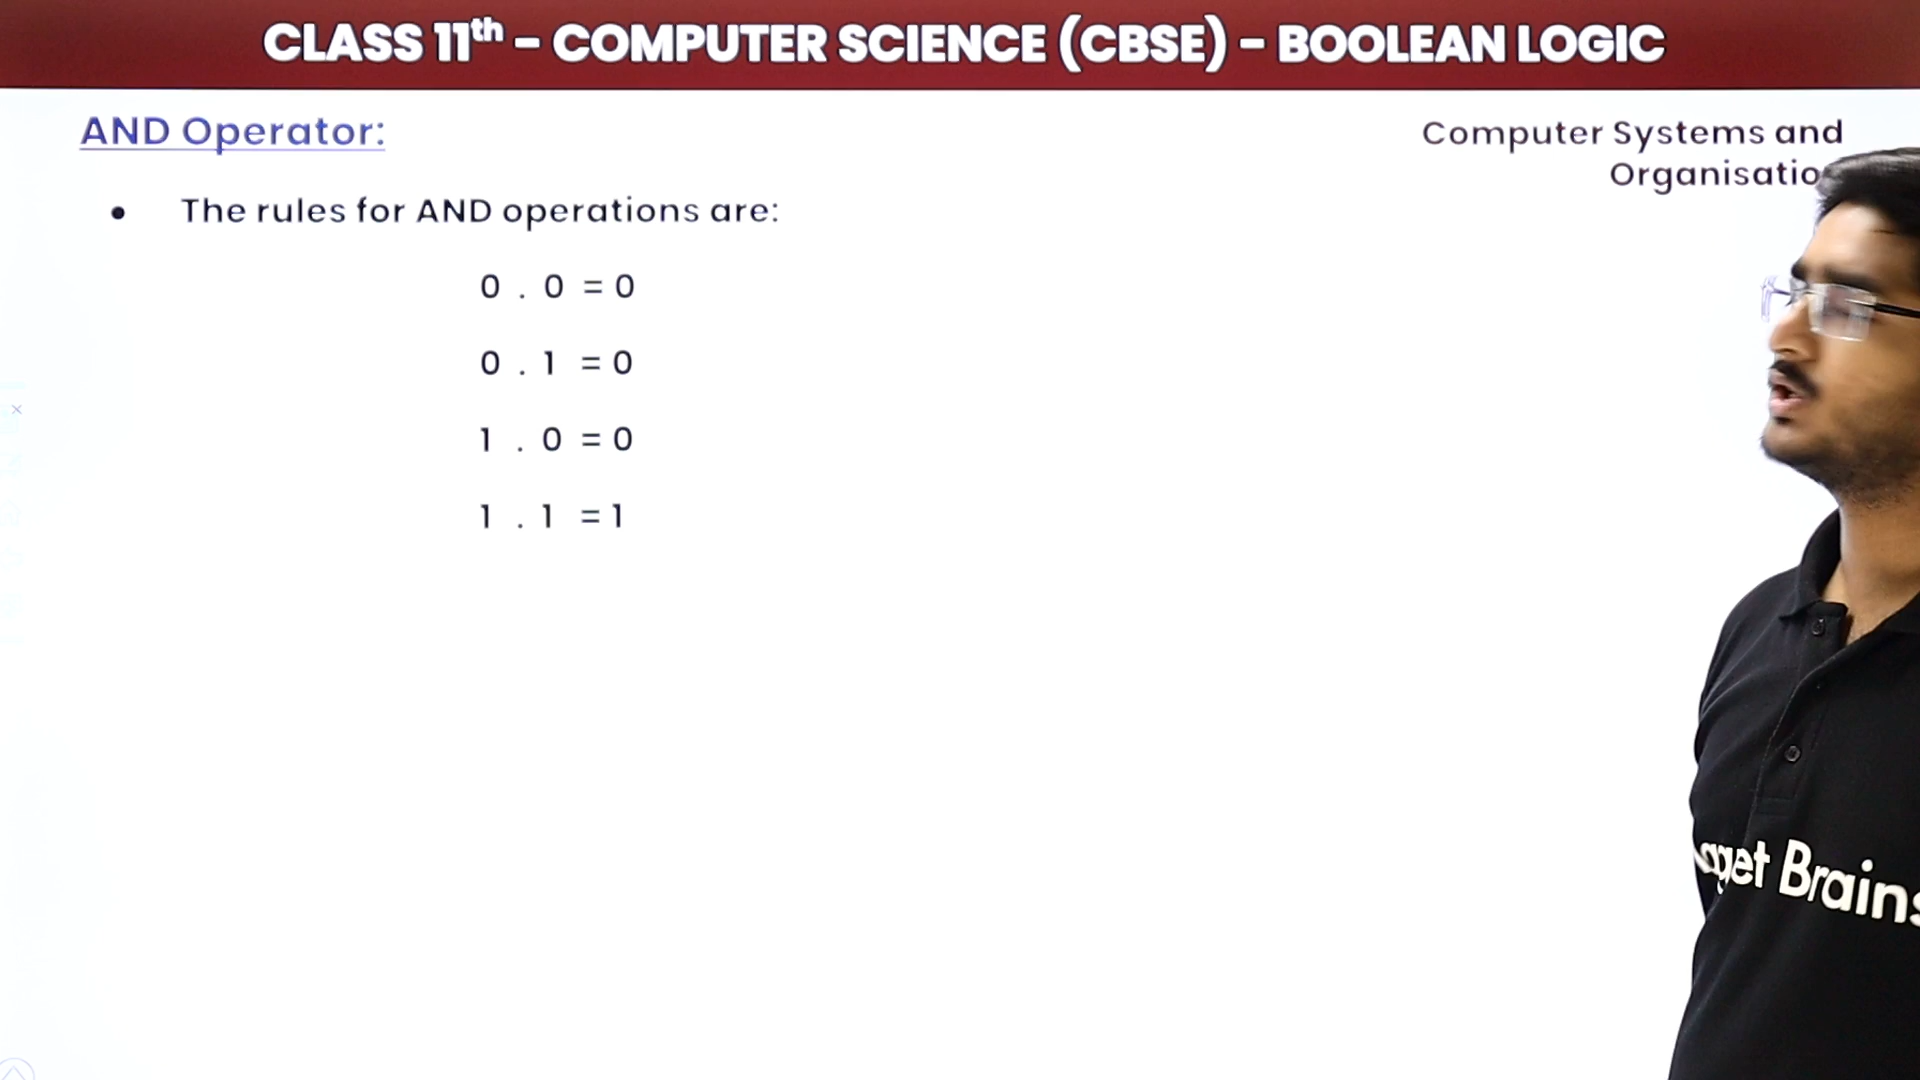 CLASS 11th - COMPUTER SCIENCE (CBSE) - BOOLEAN LOGIC
AND Operator:
Computer Systems and
• The rules for AND operations are:
0 . 0 = 0
0 . 1 = 0
1 . 0 = 0
1 . 1 = 1
Brains